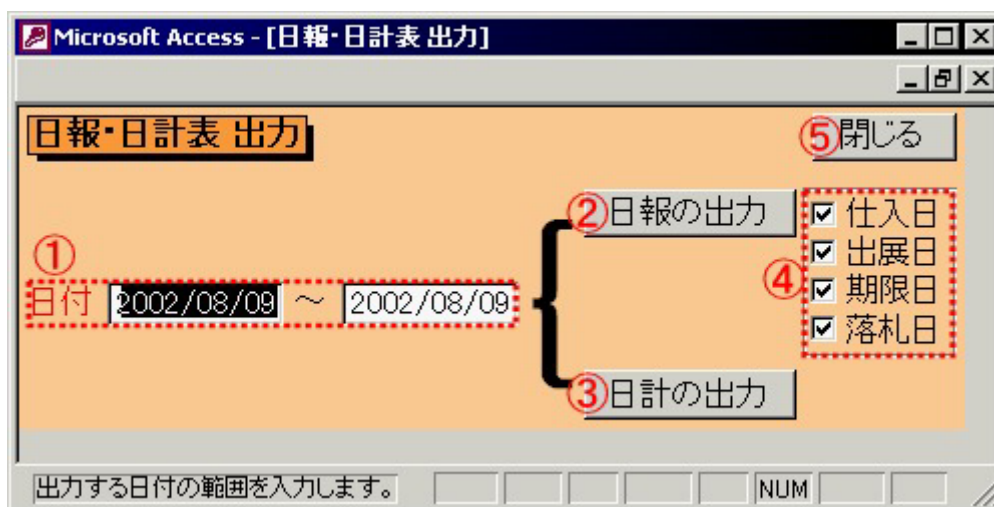 Microsoft Access - [日報・日計表 出力]
日報・日計表 出力
⑤閉じる
②日報の出力
仕入日
①
出展日
④
期限日
日付 2002/08/09 ～ 2002/08/09
落札日
③日計の出力
出力する日付の範囲を入力します。
NUM